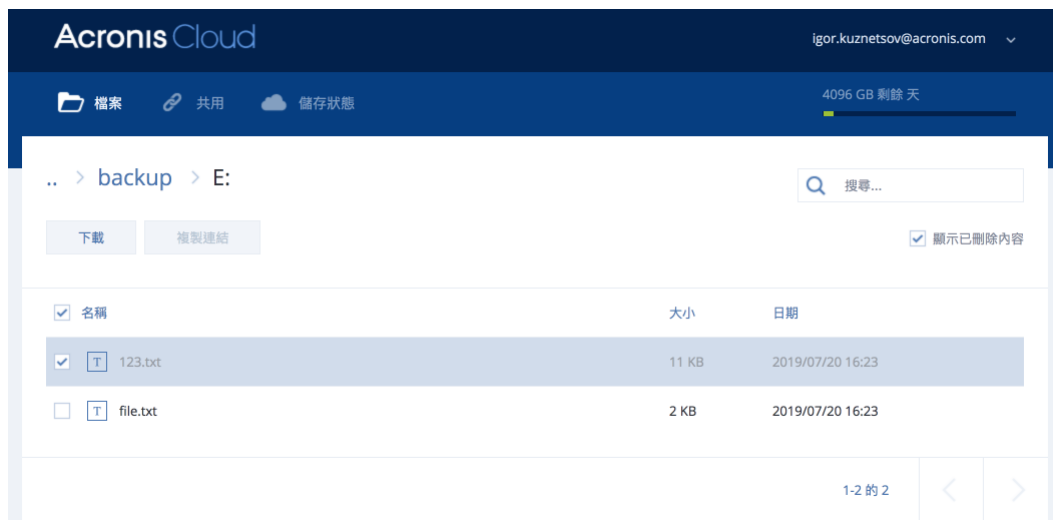 Acronis Cloud
igor.kuznetsov@acronis.com
檔案 共用 儲存狀態
4096 GB 剩餘 天
.. > backup > E:
搜尋...
下載 複製連結
顯示已刪除內容
名稱 大小 日期
T 123.txt 11 KB 2019/07/20 16:23
T file.txt 2 KB 2019/07/20 16:23
1-2 的 2